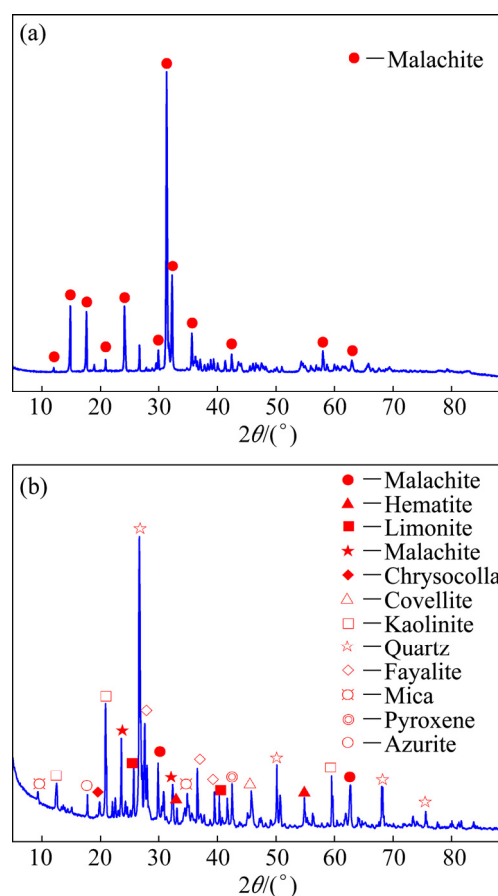 (a)
Malachite
10 20 30 40 50 60 70 80
2θ/(°)
(b)
Malachite
Hematite
Limonite
Malachite
Chrysocolla
Covellite
Kaolinite
Quartz
Fayalite
Mica
Pyroxene
Azurite
10 20 30 40 50 60 70 80
2θ/(°)